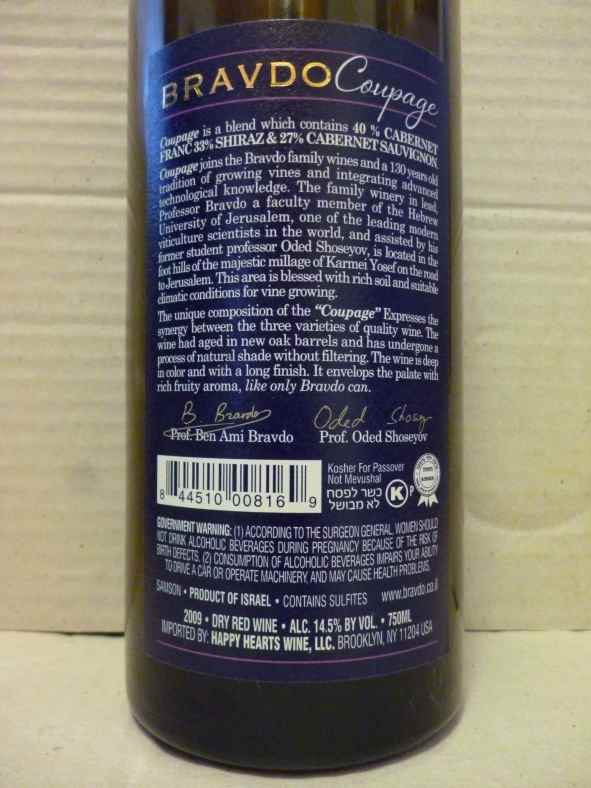 BRAVDO Coupage
Coupage is a blend which contains 40 % CABERNET
FRANC 33% SHIRAZ & 27% CABERNET SAUVIGNON.
Coupage joins the Bravdo family wines and a 130 years old
tradition of growing vines and integrating advanced
technological knowledge. The family winery in lead,
Professor Bravdo a faculty member of the Hebrew
University of Jerusalem, one of the leading modern
viticulture scientists in the world, and assisted by his
former student professor Oded Shoseyov, is located in the
foot hills of the majestic millage of Karmei Yosef on the road
to Jerusalem. This area is blessed with rich soil and suitable
climatic conditions for vine growing.
The unique composition of the "Coupage" Expresses the
synergy between the three varieties of quality wine. The
wine had aged in new oak barrels and has undergone a
process of natural shade without filtering. The wine is deep
in color and with a long finish. It envelops the palate with
rich fruity aroma, like only Bravdo can.
B Bravdo Oded Shosey
Prof. Ben Ami Bravdo Prof. Oded Shoseyov
Kosher For Passover
Not Mevushal
כשר לפסח
לא מבושל
K P
8 44510 00816 9
GOVERNMENT WARNING: (1) ACCORDING TO THE SURGEON GENERAL, WOMEN SHOULD
NOT DRINK ALCOHOLIC BEVERAGES DURING PREGNANCY BECAUSE OF THE RISK OF
BIRTH DEFECTS. (2) CONSUMPTION OF ALCOHOLIC BEVERAGES IMPAIRS YOUR ABILITY
TO DRIVE A CAR OR OPERATE MACHINERY, AND MAY CAUSE HEALTH PROBLEMS.
SAMSON • PRODUCT OF ISRAEL • CONTAINS SULFITES www.bravdo.co.il
2009 • DRY RED WINE • ALC. 14.5% BY VOL. • 750ML
IMPORTED BY: HAPPY HEARTS WINE, LLC. BROOKLYN, NY 11204 USA